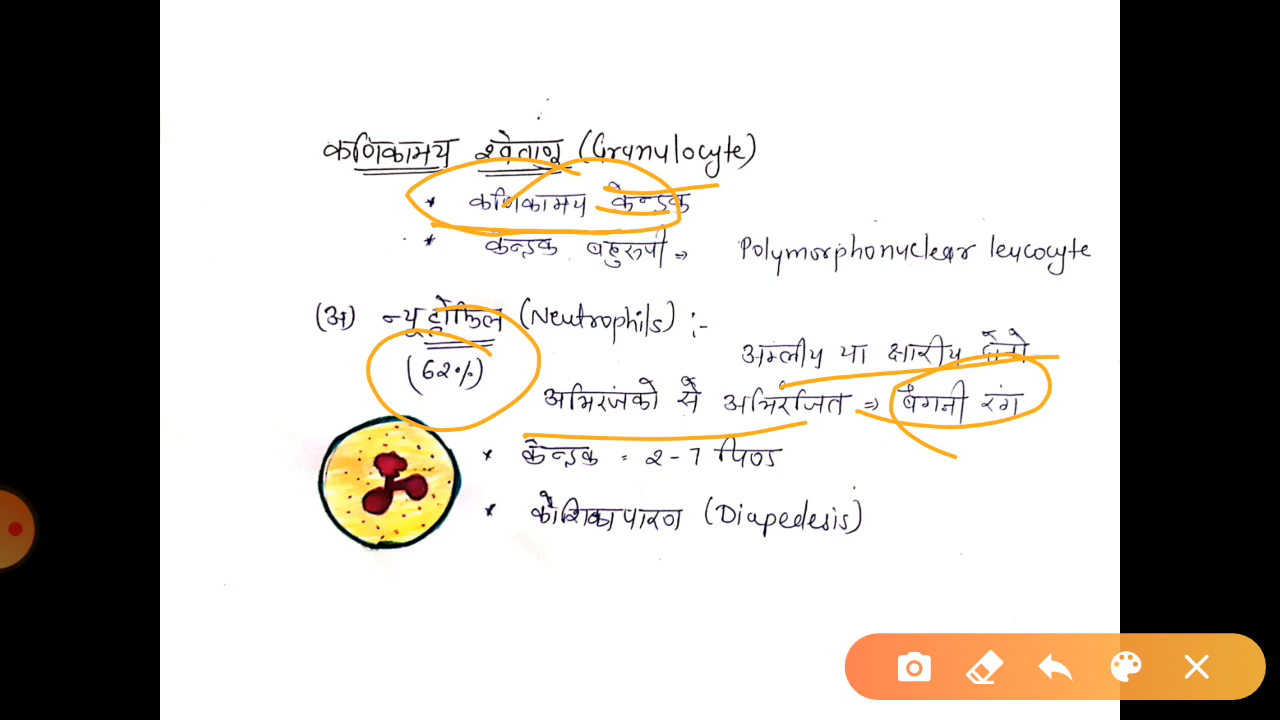 कणिकामय श्वेताणु (Granulocyte)
* कणिकामय केन्द्रक
* केन्द्रक बहुरूपी ⇒ Polymorphonuclear leucocyte
(अ) न्यूट्रोफिल (Neutrophils) :-
(62%)
अम्लीय या क्षारीय दोनो
अभिरंजको से अभिरंजित ⇒ बैंगनी रंग
* केन्द्रक = 2-7 पिण्ड
* कोशिकापारण (Diapedesis)